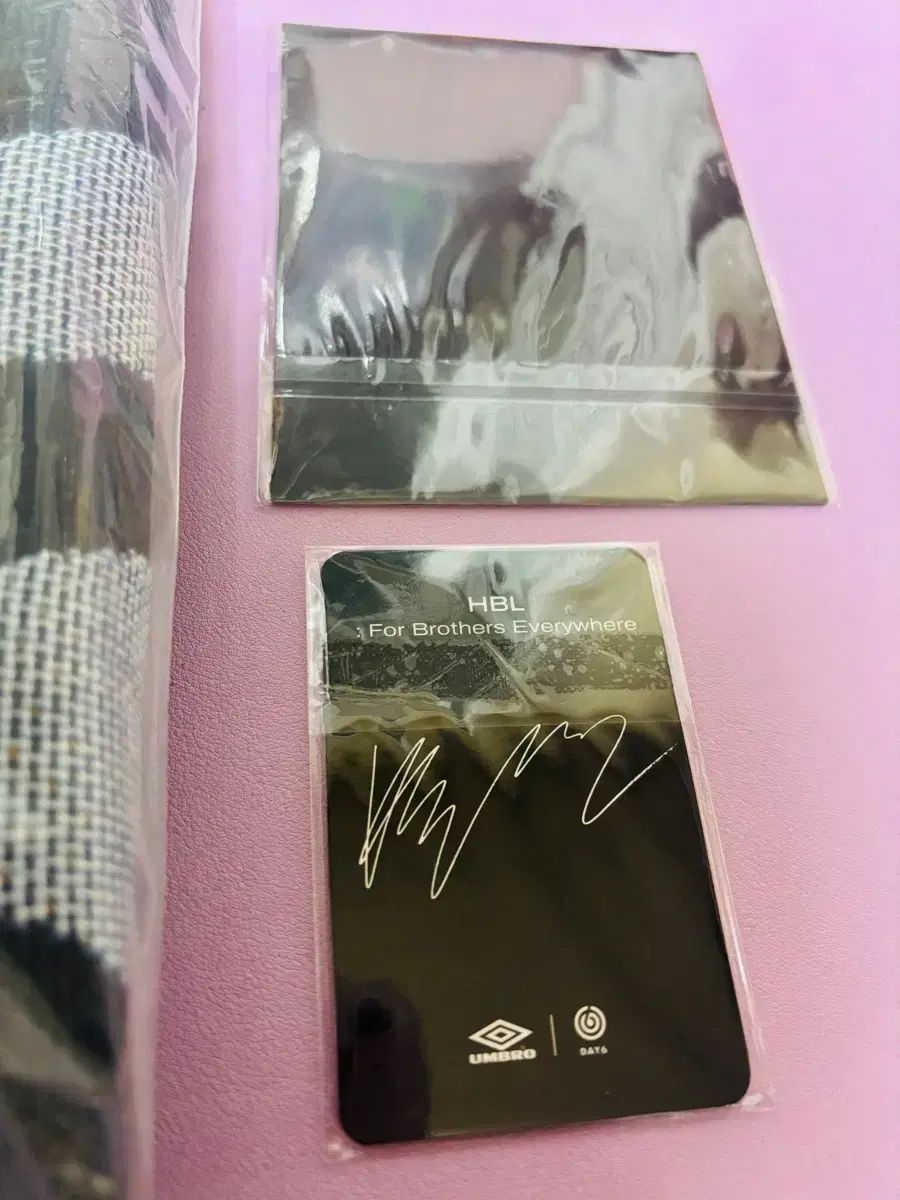 HBL
: For Brothers Everywhere
UMBRO
DAY6